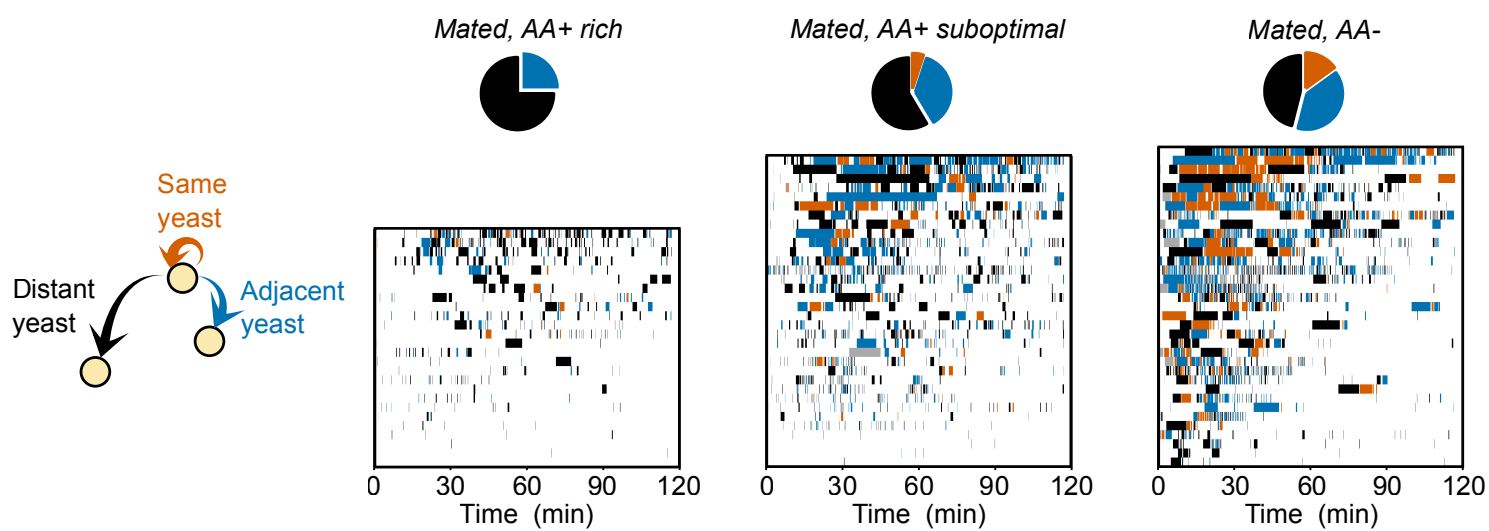 Mated, AA+ rich
Mated, AA+ suboptimal
Mated, AA-
Same
yeast
Distant
yeast
Adjacent
yeast
0 30 60 90 120
Time (min)
0 30 60 90 120
Time (min)
0 30 60 90 120
Time (min)